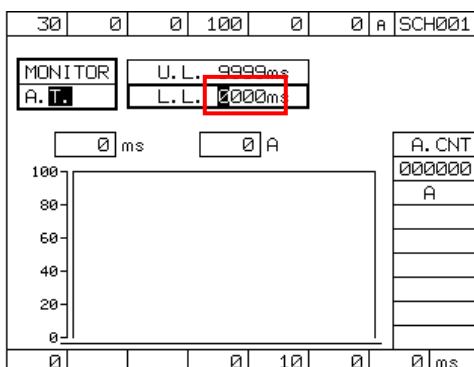 30 0 0 100 0 0 A SCH001
MONITOR U.L. 9999ms
A.T. L.L. 0000ms
0 ms 0 A A.CNT
000000
A
100
80
60
40
20
0
0 0 10 0 0 ms